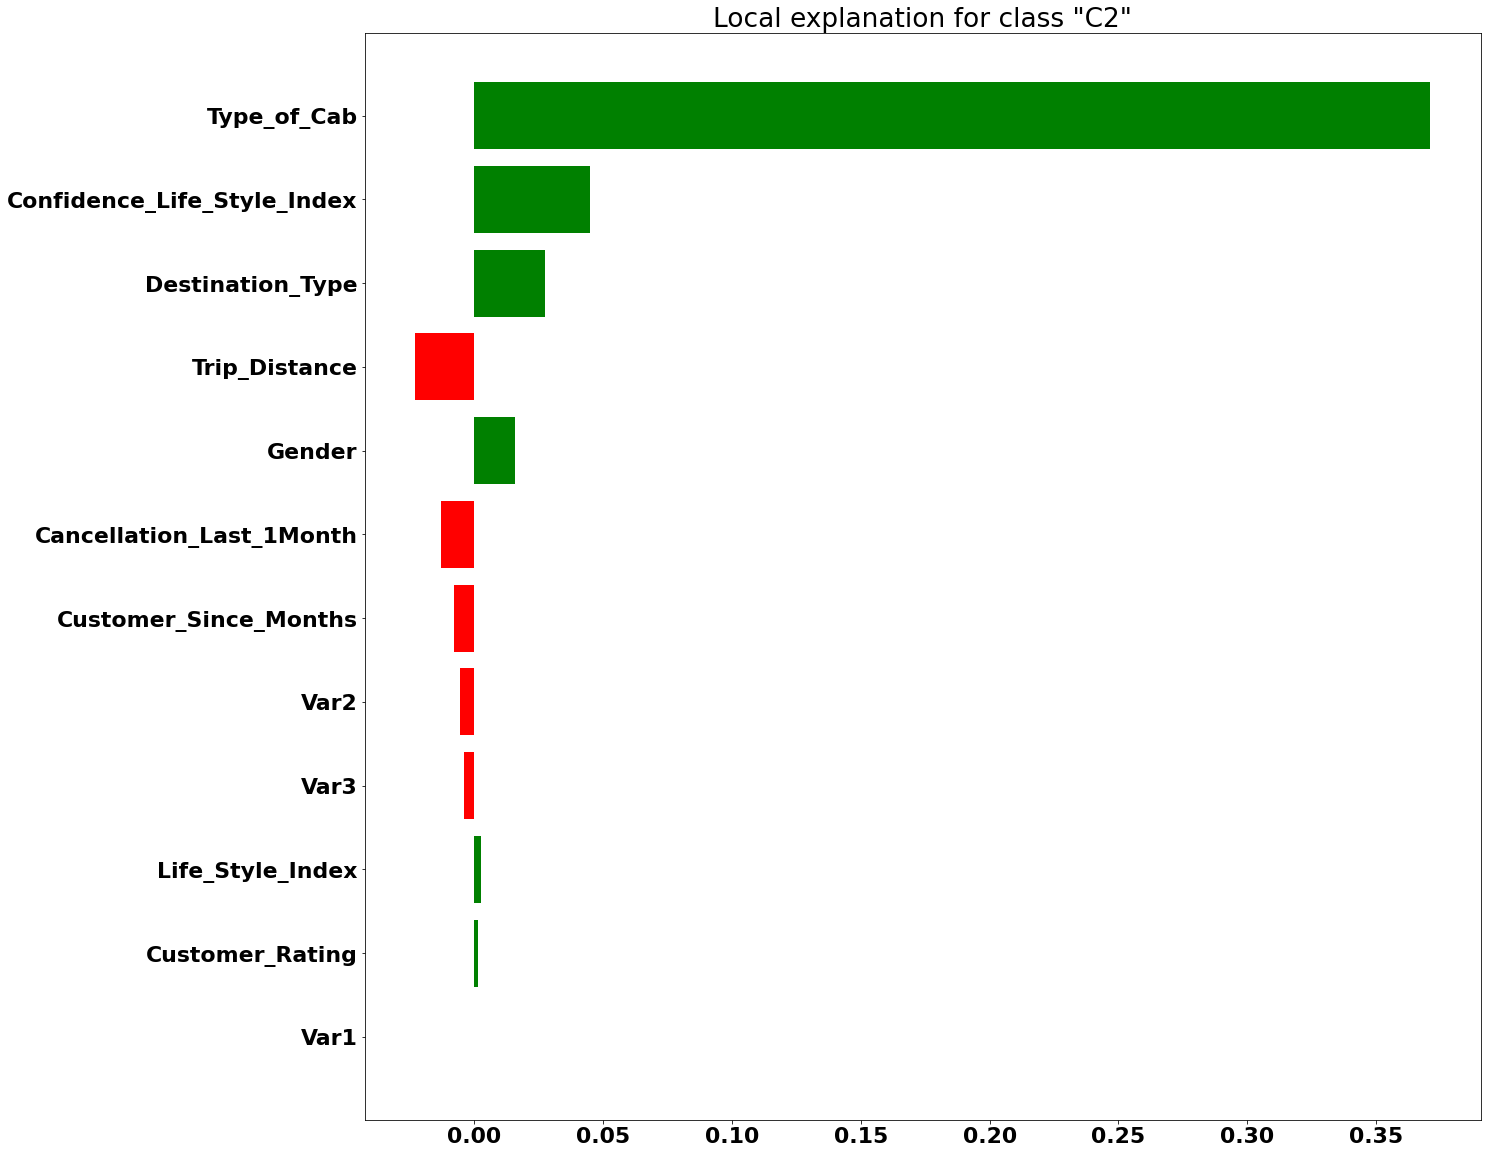 Local explanation for class "C2"
Type_of_Cab
Confidence_Life_Style_Index
Destination_Type
Trip_Distance
Gender
Cancellation_Last_1Month
Customer_Since_Months
Var2
Var3
Life_Style_Index
Customer_Rating
Var1
0.00 0.05 0.10 0.15 0.20 0.25 0.30 0.35